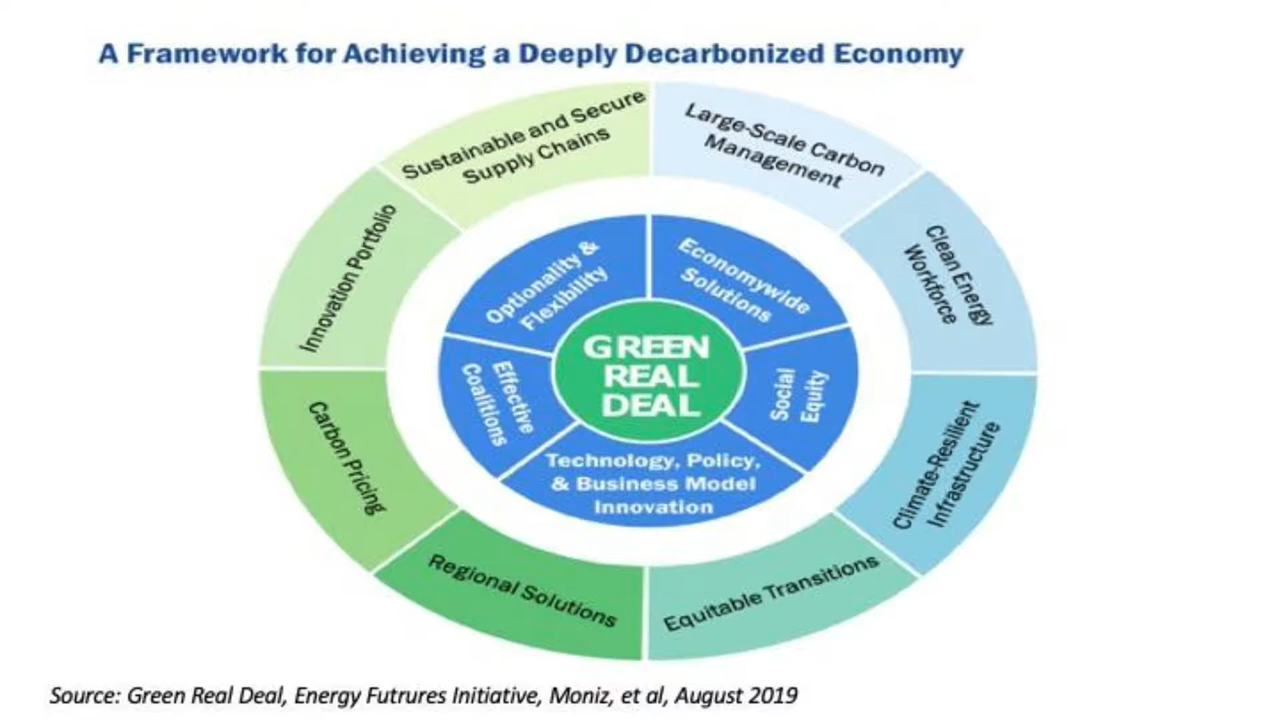 A Framework for Achieving a Deeply Decarbonized Economy
Sustainable and Secure
Supply Chains
Large-Scale Carbon
Management
Clean Energy
Workforce
Climate-Resilient
Infrastructure
Equitable Transitions
Regional Solutions
Carbon Pricing
Innovation Portfolio
Optionality &
Flexibility
Economywide
Solutions
Social
Equity
Technology, Policy,
& Business Model
Innovation
Effective
Coalitions
GREEN
REAL
DEAL
Source: Green Real Deal, Energy Futrures Initiative, Moniz, et al, August 2019